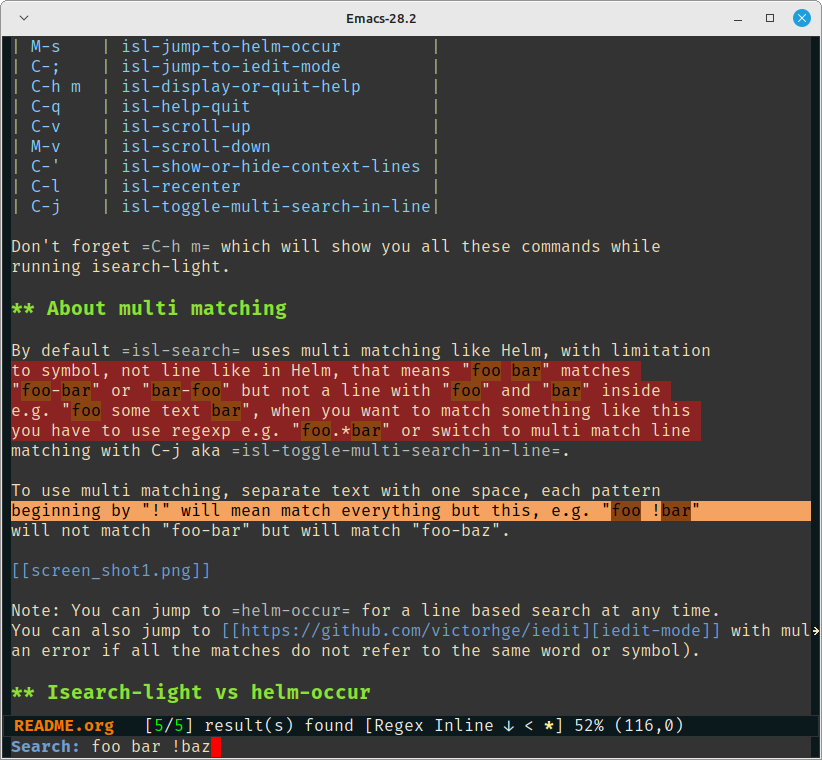 Emacs-28.2
| M-s    | isl-jump-to-helm-occur         |
| C-;    | isl-jump-to-iedit-mode         |
| C-h m  | isl-display-or-quit-help       |
| C-q    | isl-help-quit                  |
| C-v    | isl-scroll-up                  |
| M-v    | isl-scroll-down                |
| C-'    | isl-show-or-hide-context-lines |
| C-l    | isl-recenter                   |
| C-j    | isl-toggle-multi-search-in-line|
Don't forget =C-h m= which will show you all these commands while
running isearch-light.
** About multi matching
By default =isl-search= uses multi matching like Helm, with limitation
to symbol, not line like in Helm, that means "foo bar" matches
"foo-bar" or "bar-foo" but not a line with "foo" and "bar" inside
e.g. "foo some text bar", when you want to match something like this
you have to use regexp e.g. "foo.*bar" or switch to multi match line
matching with C-j aka =isl-toggle-multi-search-in-line=.
To use multi matching, separate text with one space, each pattern
beginning by "!" will mean match everything but this, e.g. "foo !bar"
will not match "foo-bar" but will match "foo-baz".
[[screen_shot1.png]]
Note: You can jump to =helm-occur= for a line based search at any time.
You can also jump to [[https://github.com/victorhge/iedit][iedit-mode]] with mul
an error if all the matches do not refer to the same word or symbol).
** Isearch-light vs helm-occur
README.org   [5/5] result(s) found [Regex Inline ↓ < *] 52% (116,0)
Search: foo bar !baz